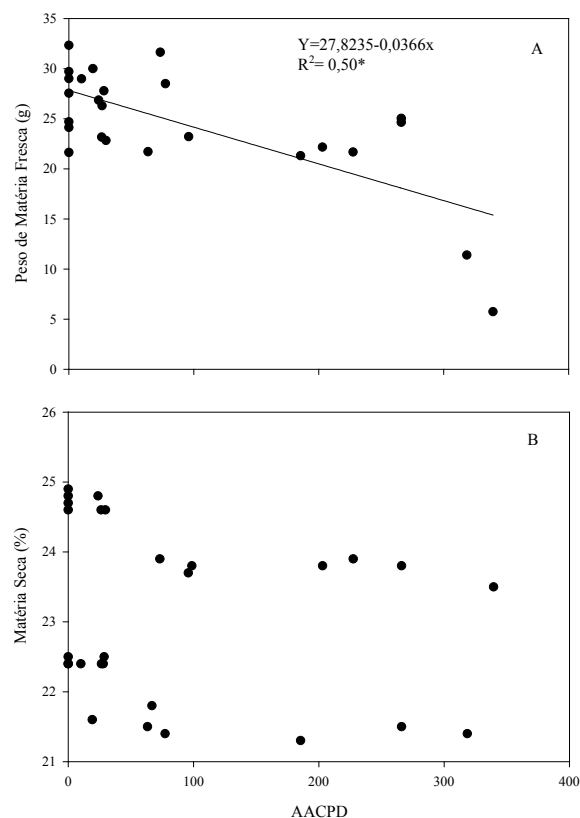 35
30
25
20
15
10
5
0
Peso de Matéria Fresca (g)
Y=27,8235-0,0366x
R²= 0,50*
A
26
25
24
23
22
21
Matéria Seca (%)
B
0 100 200 300 400
AACPD